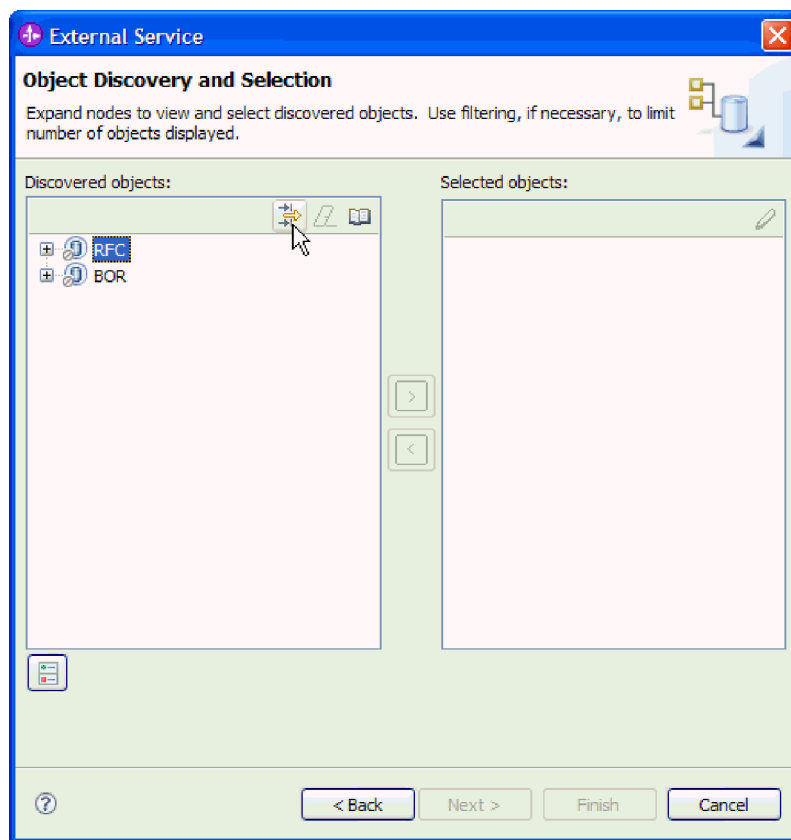 External Service
Object Discovery and Selection
Expand nodes to view and select discovered objects. Use filtering, if necessary, to limit
number of objects displayed.
Discovered objects:
Selected objects:
RFC
BOR
>
<
?
< Back
Next >
Finish
Cancel